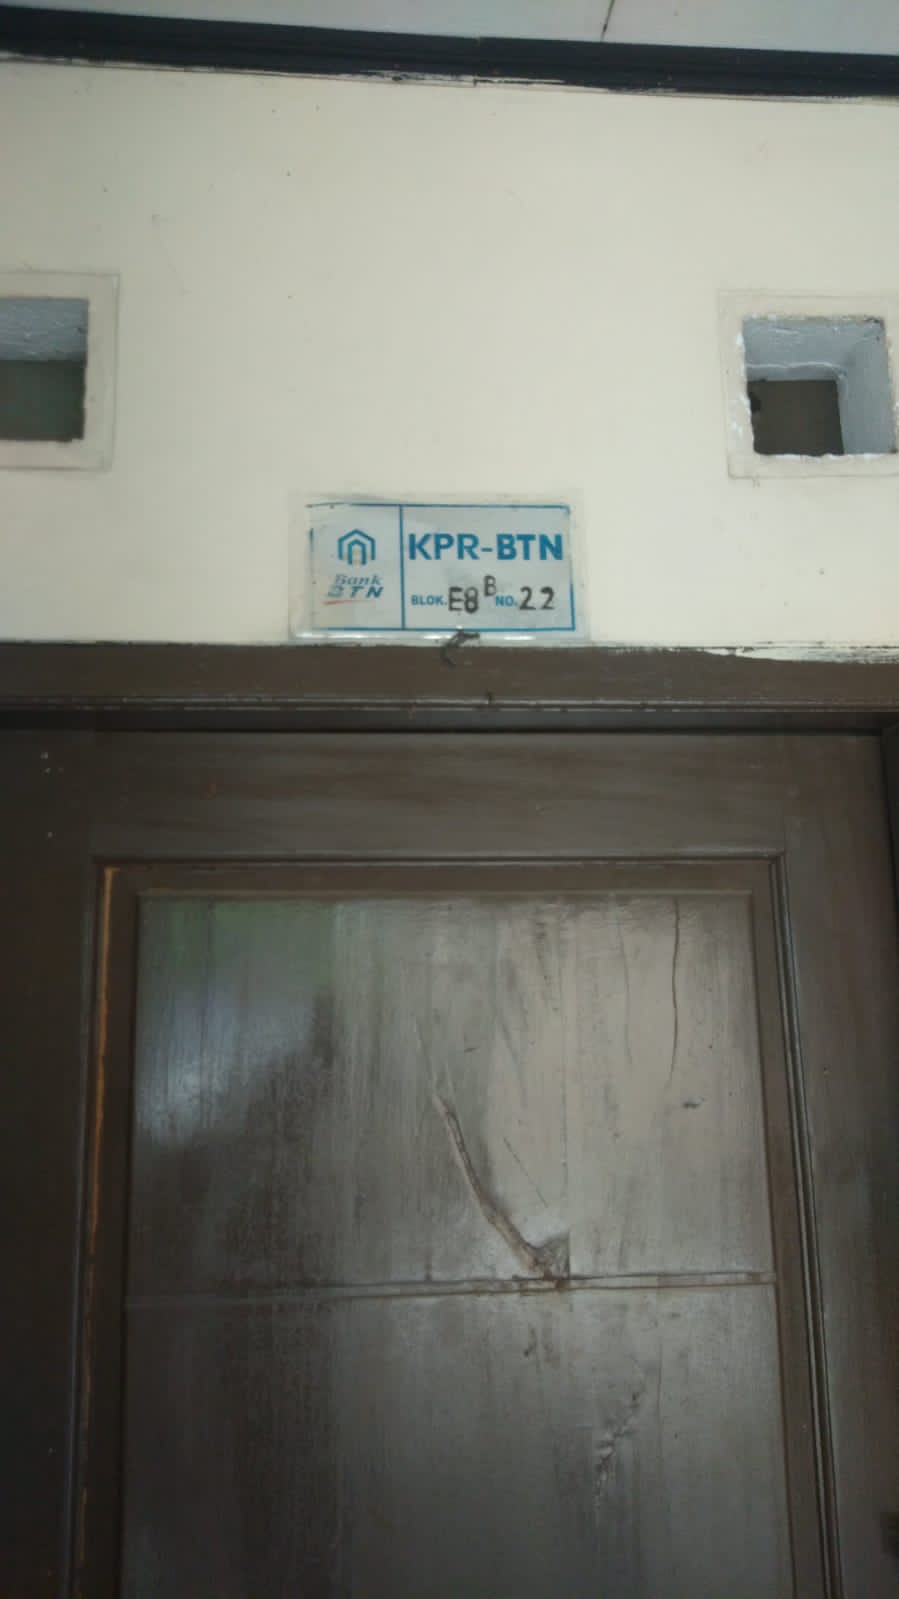 Bank
BTN
KPR-BTN
BLOK. E8 B NO. 22